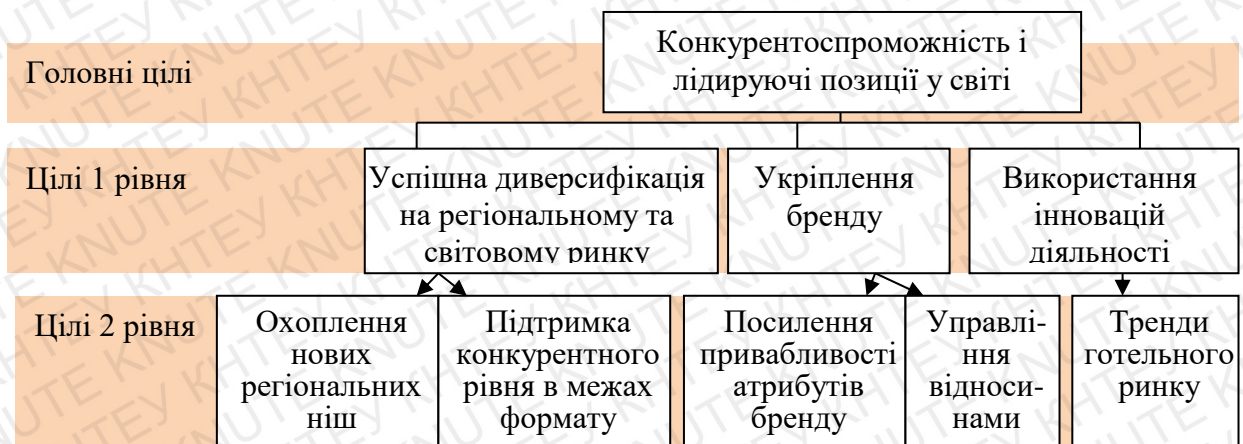 Головні цілі
Конкурентоспроможність і
лідируючі позиції у світі
Цілі 1 рівня
Успішна диверсифікація
на регіональному та
світовому ринку
Укріплення
бренду
Використання
інновацій
діяльності
Цілі 2 рівня
Охоплення
нових
регіональних
ніш
Підтримка
конкурентного
рівня в межах
формату
Посилення
привабливості
атрибутів
бренду
Управлі-
ння
відноси-
нами
Тренди
готельного
ринку